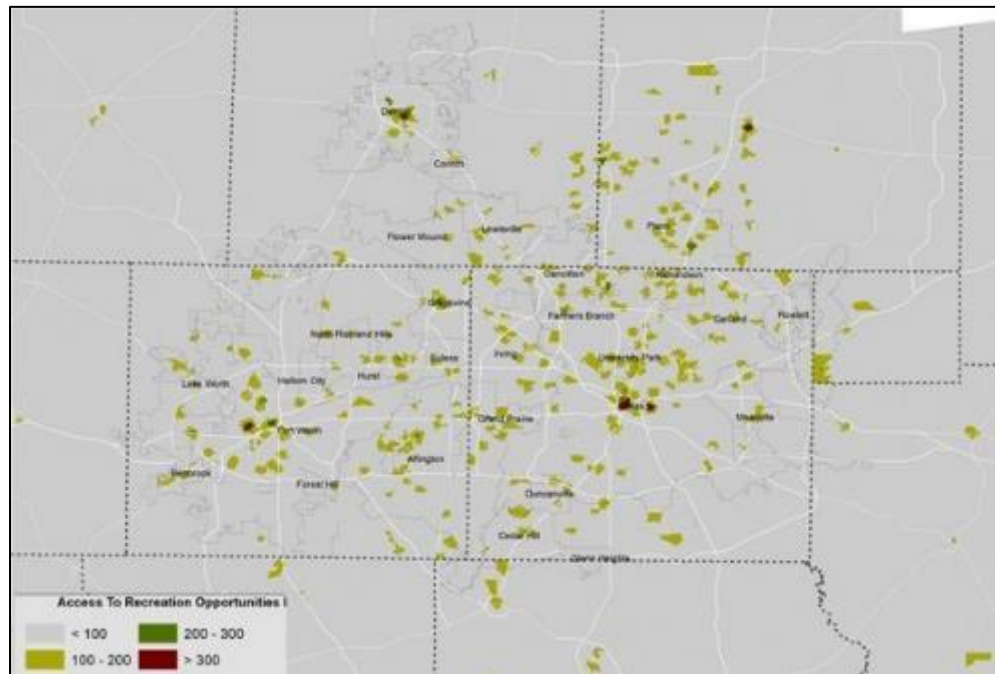 Corinth
Flower Mound
Lewisville
Plano
Carrollton
Richardson
Grapevine
Farmers Branch
Garland
Rowlett
North Richland Hills
Euless
Irving
University Park
Lake Worth
Haltom City
Hurst
Grand Prairie
Mesquite
Fort Worth
Arlington
Benbrook
Forest Hill
Duncanville
Cedar Hill
Glenn Heights
Access To Recreation Opportunities I
< 100
200 - 300
100 - 200
> 300